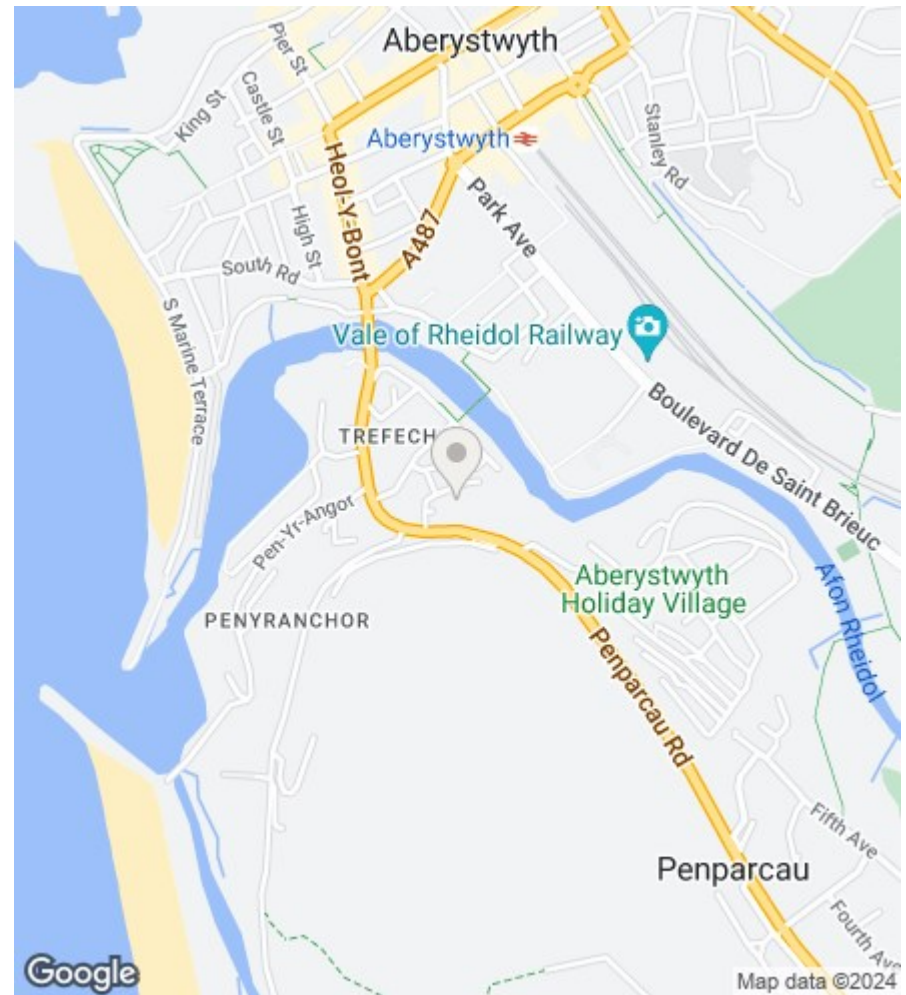 Aberystwyth
Pier St
King St
Castle St
Aberystwyth
Stanley Rd
Heol-Y-Bont
High St
A487
Park Ave
South Rd
S Marine Terrace
Vale of Rheidol Railway
Boulevard De Saint Brieuc
TREFECH
Pen-Yr-Angor
Aberystwyth
Holiday Village
Afon Rheidol
PENYRANCHOR
Penparcau Rd
Fifth Ave
Penparcau
Fourth Ave
Google
Map data ©2024